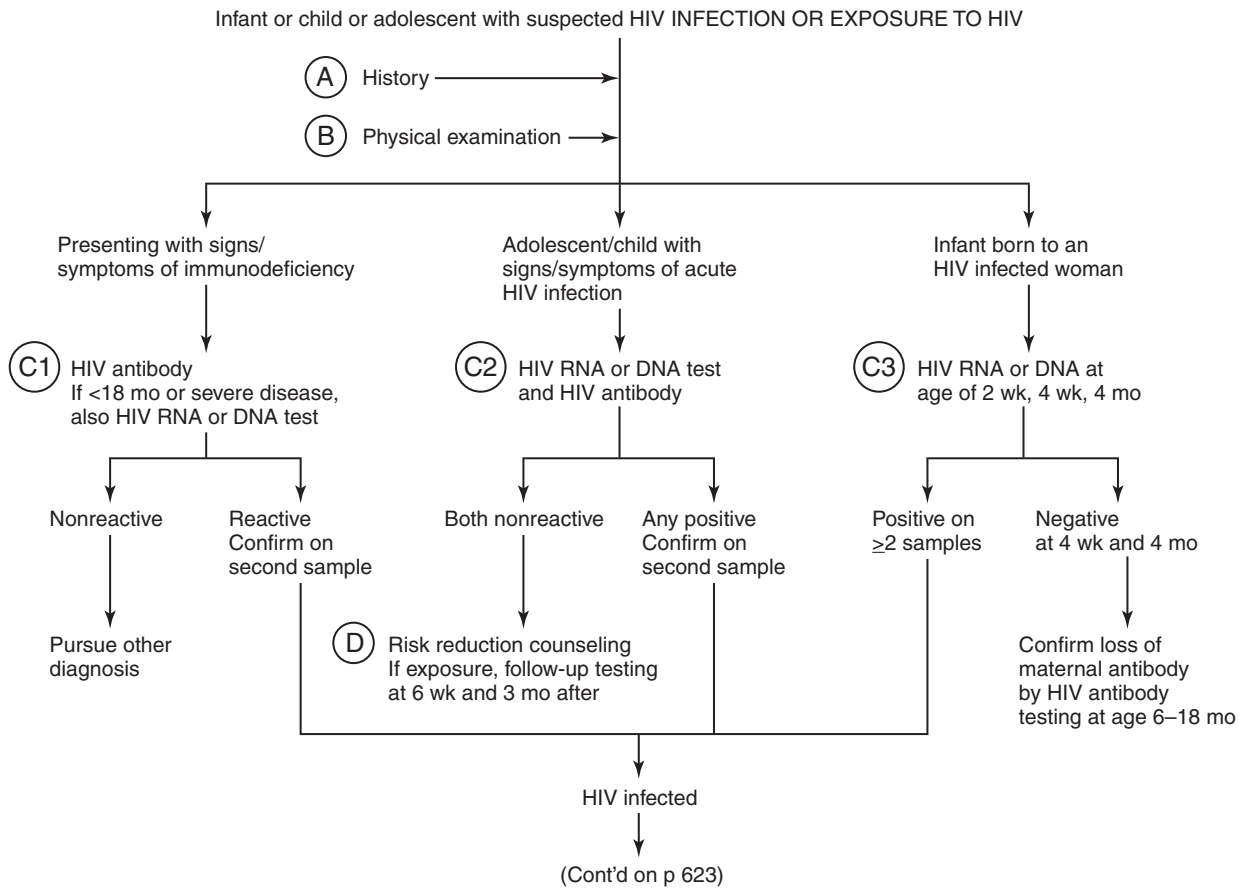 Infant or child or adolescent with suspected HIV INFECTION OR EXPOSURE TO HIV
A History
B Physical examination
Presenting with signs/
symptoms of immunodeficiency
Adolescent/child with
signs/symptoms of acute
HIV infection
Infant born to an
HIV infected woman
C1 HIV antibody
If <18 mo or severe disease,
also HIV RNA or DNA test
C2 HIV RNA or DNA test
and HIV antibody
C3 HIV RNA or DNA at
age of 2 wk, 4 wk, 4 mo
Nonreactive
Reactive
Confirm on
second sample
Both nonreactive
Any positive
Confirm on
second sample
Positive on
≥2 samples
Negative
at 4 wk and 4 mo
Pursue other
diagnosis
D Risk reduction counseling
If exposure, follow-up testing
at 6 wk and 3 mo after
Confirm loss of
maternal antibody
by HIV antibody
testing at age 6–18 mo
HIV infected
(Cont'd on p 623)